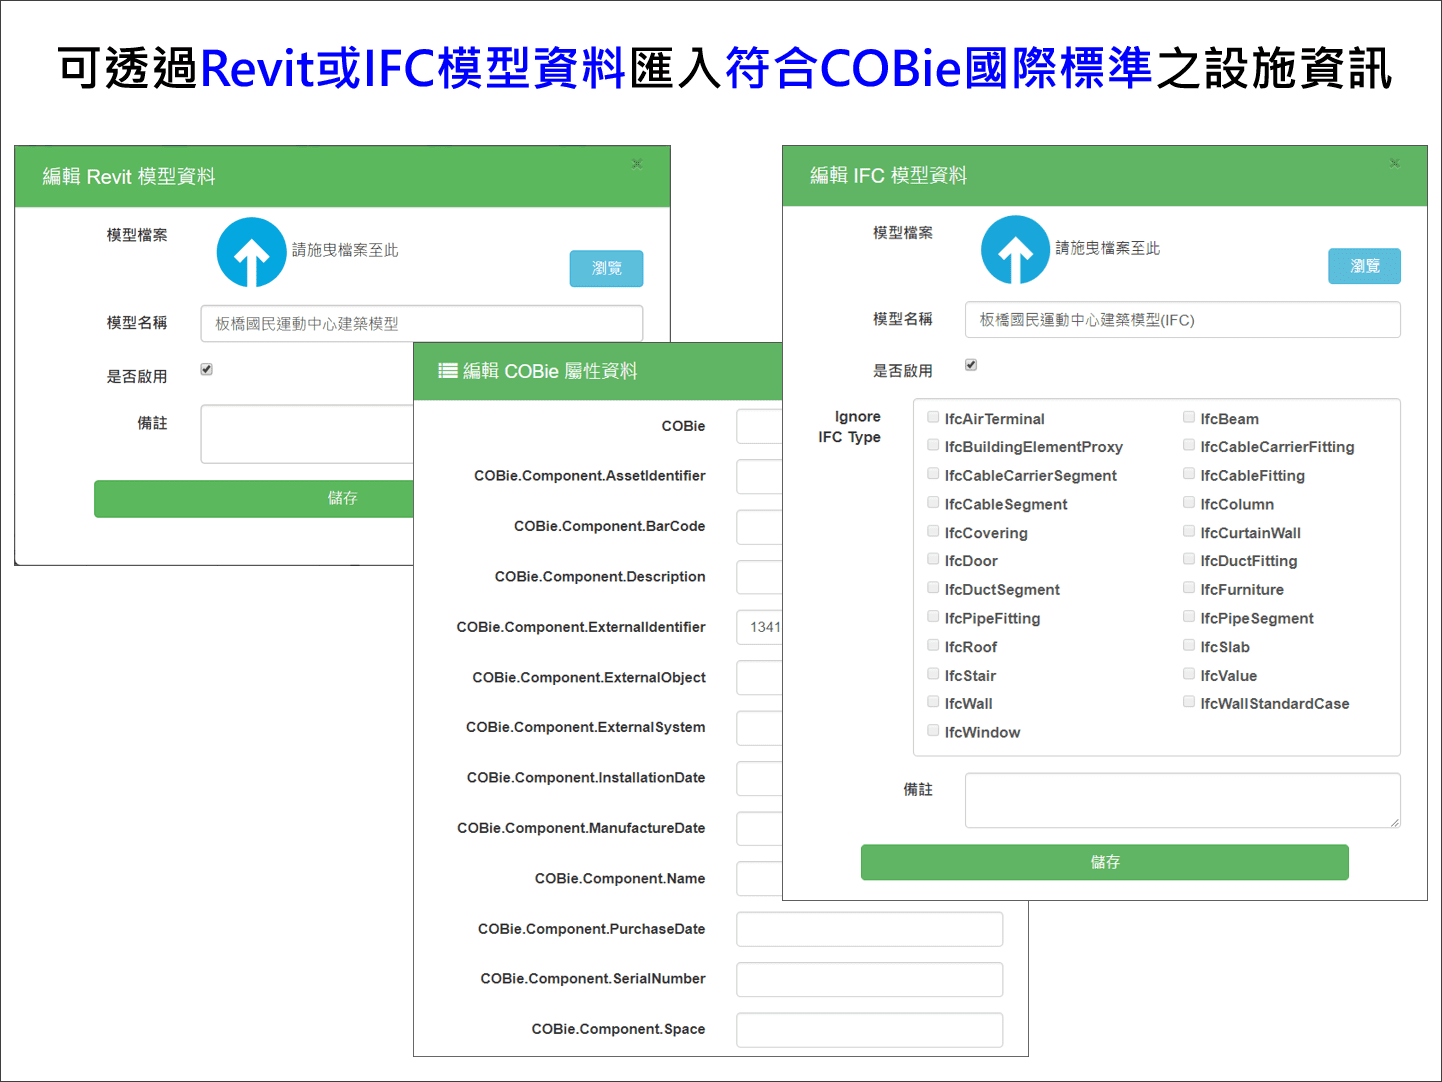 可透過Revit或IFC模型資料匯入符合COBie國際標準之設施資訊
編輯 Revit 模型資料
×
模型檔案
請施曳檔案至此
瀏覽
模型名稱
板橋國民運動中心建築模型
是否啟用
備註
儲存
編輯 COBie 屬性資料
COBie
COBie.Component.AssetIdentifier
COBie.Component.BarCode
COBie.Component.Description
COBie.Component.ExternalIdentifier
1341
COBie.Component.ExternalObject
COBie.Component.ExternalSystem
COBie.Component.InstallationDate
COBie.Component.ManufactureDate
COBie.Component.Name
COBie.Component.PurchaseDate
COBie.Component.SerialNumber
COBie.Component.Space
編輯 IFC 模型資料
×
模型檔案
請施曳檔案至此
瀏覽
模型名稱
板橋國民運動中心建築模型(IFC)
是否啟用
Ignore
IFC Type
IfcAirTerminal
IfcBeam
IfcBuildingElementProxy
IfcCableCarrierFitting
IfcCableCarrierSegment
IfcCableFitting
IfcCableSegment
IfcColumn
IfcCovering
IfcCurtainWall
IfcDoor
IfcDuctFitting
IfcDuctSegment
IfcFurniture
IfcPipeFitting
IfcPipeSegment
IfcRoof
IfcSlab
IfcStair
IfcValue
IfcWall
IfcWallStandardCase
IfcWindow
備註
儲存